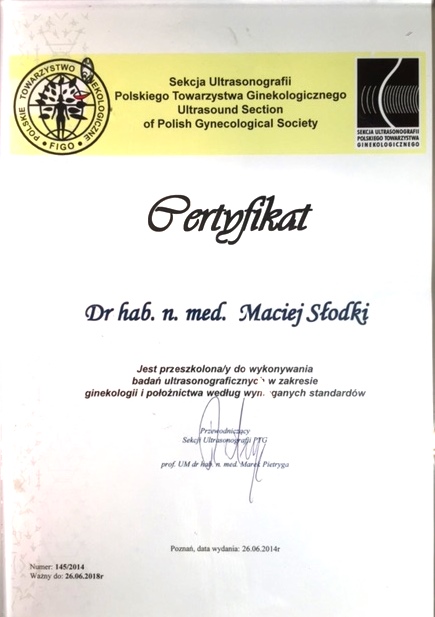 POLSKIE TOWARZYSTWO GINEKOLOGICZNE
• FIGO •
Sekcja Ultrasonografii
Polskiego Towarzystwa Ginekologicznego
Ultrasound Section
of Polish Gynecological Society
SEKCJA ULTRASONOGRAFII
POLSKIEGO TOWARZYSTWA
GINEKOLOGICZNEGO
Certyfikat
Dr hab. n. med. Maciej Słodki
Jest przeszkolona/y do wykonywania
badań ultrasonograficznych w zakresie
ginekologii i położnictwa według wymaganych standardów
Przewodniczący
Sekcji Ultrasonografii PTG
prof. UM dr hab. n. med. Marek Pietryga
Poznań, data wydania: 26.06.2014r
Numer: 145/2014
Ważny do: 26.06.2018r